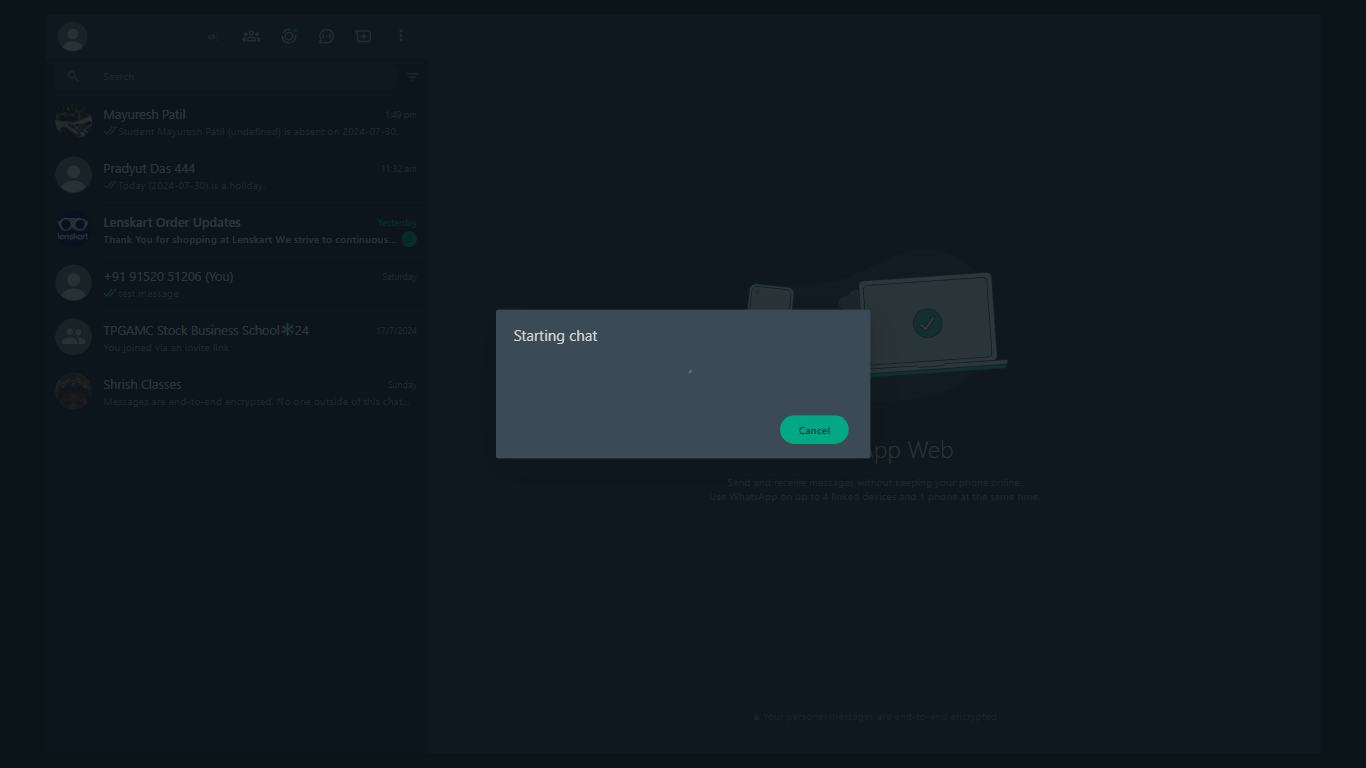 Search
Mayuresh Patil
1:49 pm
Student Mayuresh Patil (undefined) is absent on 2024-07-30.
Pradyut Das 444
11:32 am
Today (2024-07-30) is a holiday.
lenskart
Lenskart Order Updates
Yesterday
Thank You for shopping at Lenskart We strive to continuous...
+91 91520 51206 (You)
Saturday
test message
TPGAMC Stock Business School✳24
17/7/2024
You joined via an invite link
Shrish Classes
Sunday
Messages are end-to-end encrypted. No one outside of this chat...
Starting chat
Cancel
App Web
Send and receive messages without keeping your phone online.
Use WhatsApp on up to 4 linked devices and 1 phone at the same time.
Your personal messages are end-to-end encrypted